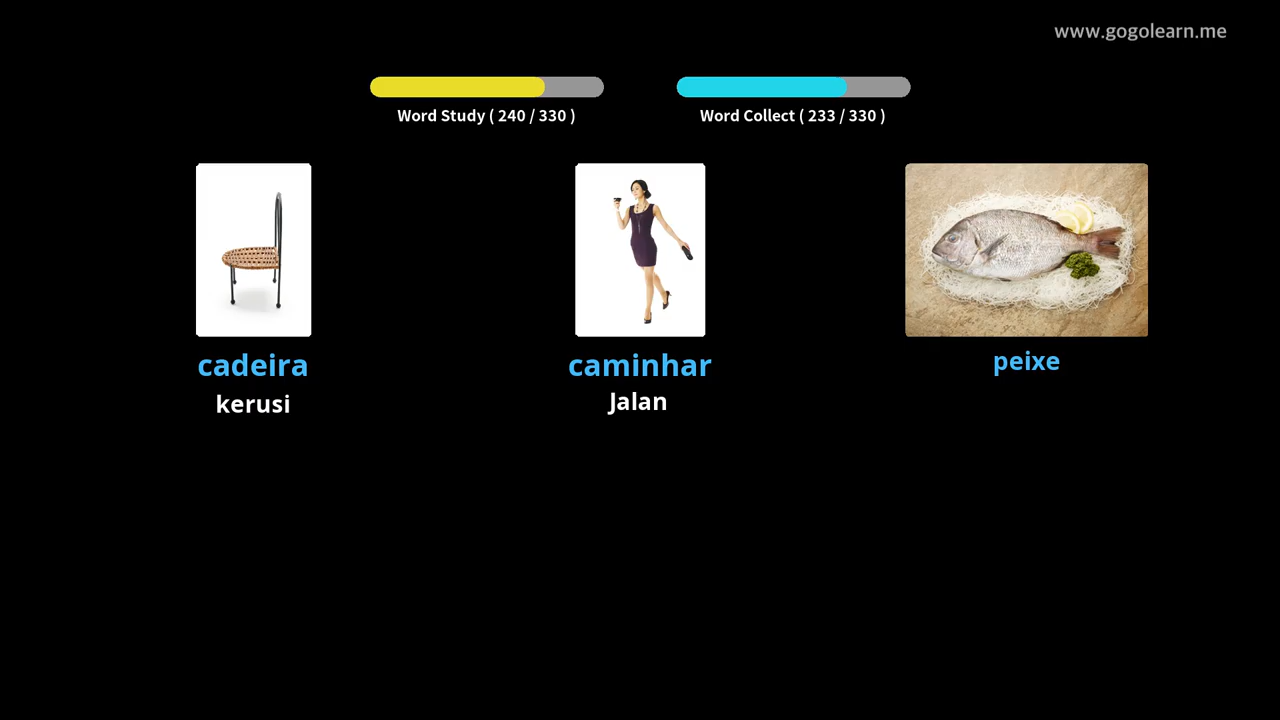 www.gogolearn.me
Word Study ( 240 / 330 )
Word Collect ( 233 / 330 )
cadeira
kerusi
caminhar
Jalan
peixe